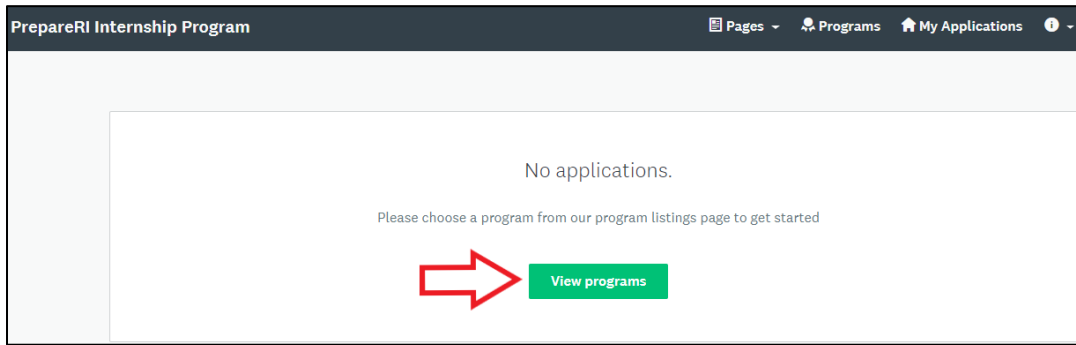 PrepareRI Internship Program Pages Programs My Applications
No applications.
Please choose a program from our program listings page to get started
View programs